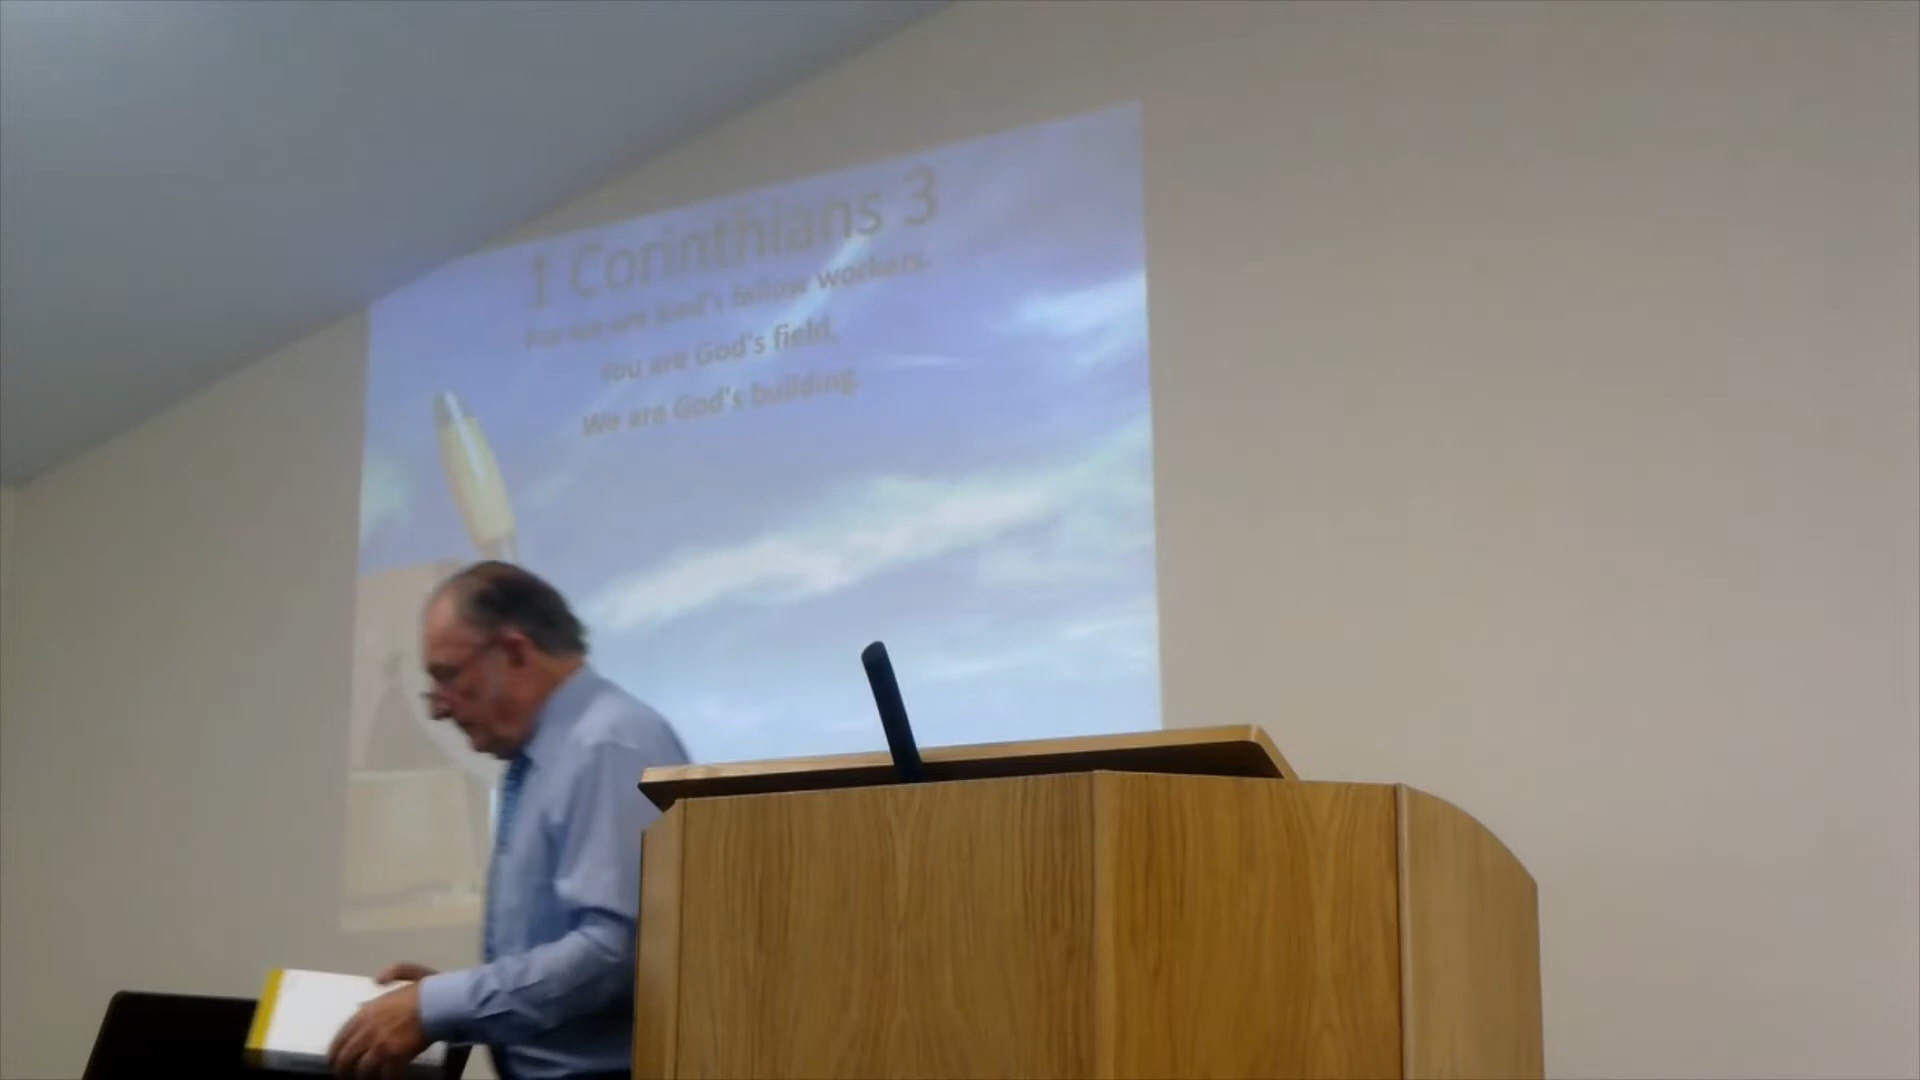 1 Corinthians 3
For we are God's fellow workers.
You are God's field.
We are God's building.